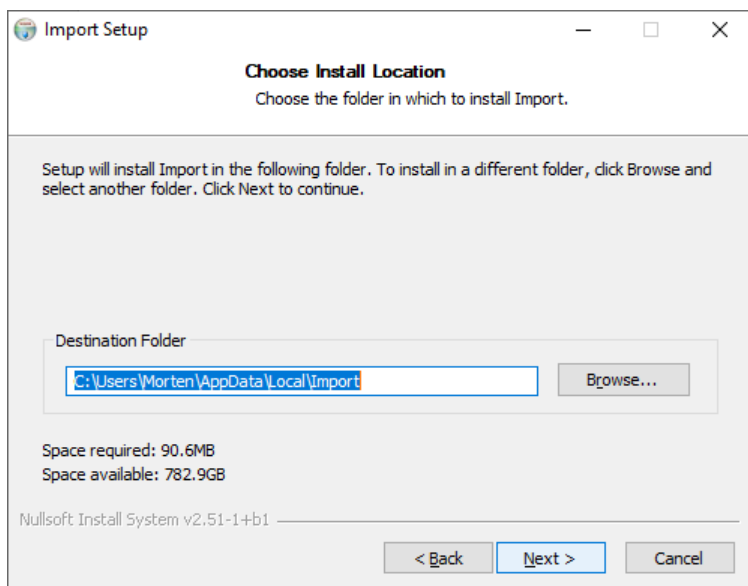 Import Setup
Choose Install Location
Choose the folder in which to install Import.
Setup will install Import in the following folder. To install in a different folder, click Browse and
select another folder. Click Next to continue.
Destination Folder
C:\Users\Morten\AppData\Local\Import
Browse...
Space required: 90.6MB
Space available: 782.9GB
Nullsoft Install System v2.51-1+b1
< Back
Next >
Cancel